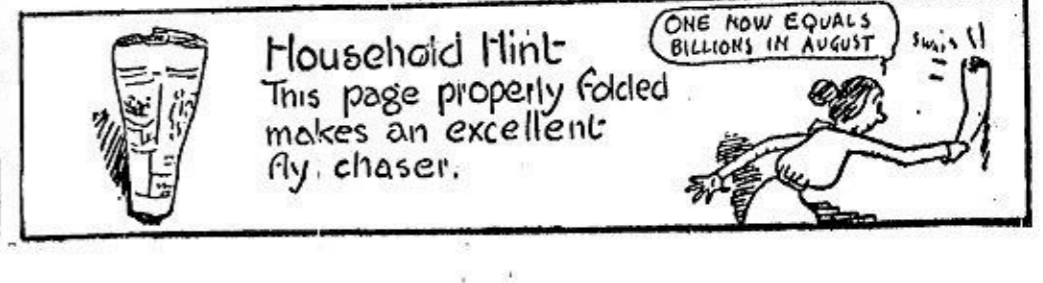 Household Hint
This page properly folded
makes an excellent
fly chaser.
ONE NOW EQUALS
BILLIONS IN AUGUST